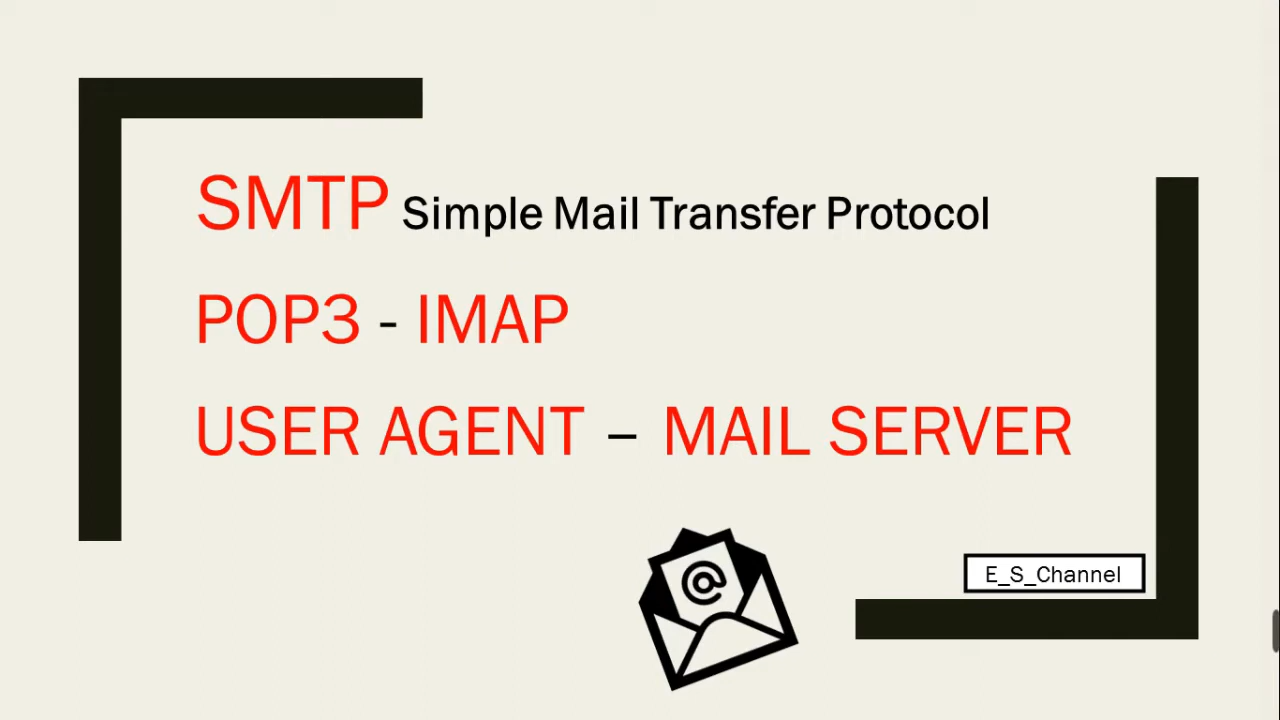 SMTP Simple Mail Transfer Protocol
POP3 - IMAP
USER AGENT – MAIL SERVER
@
E_S_Channel